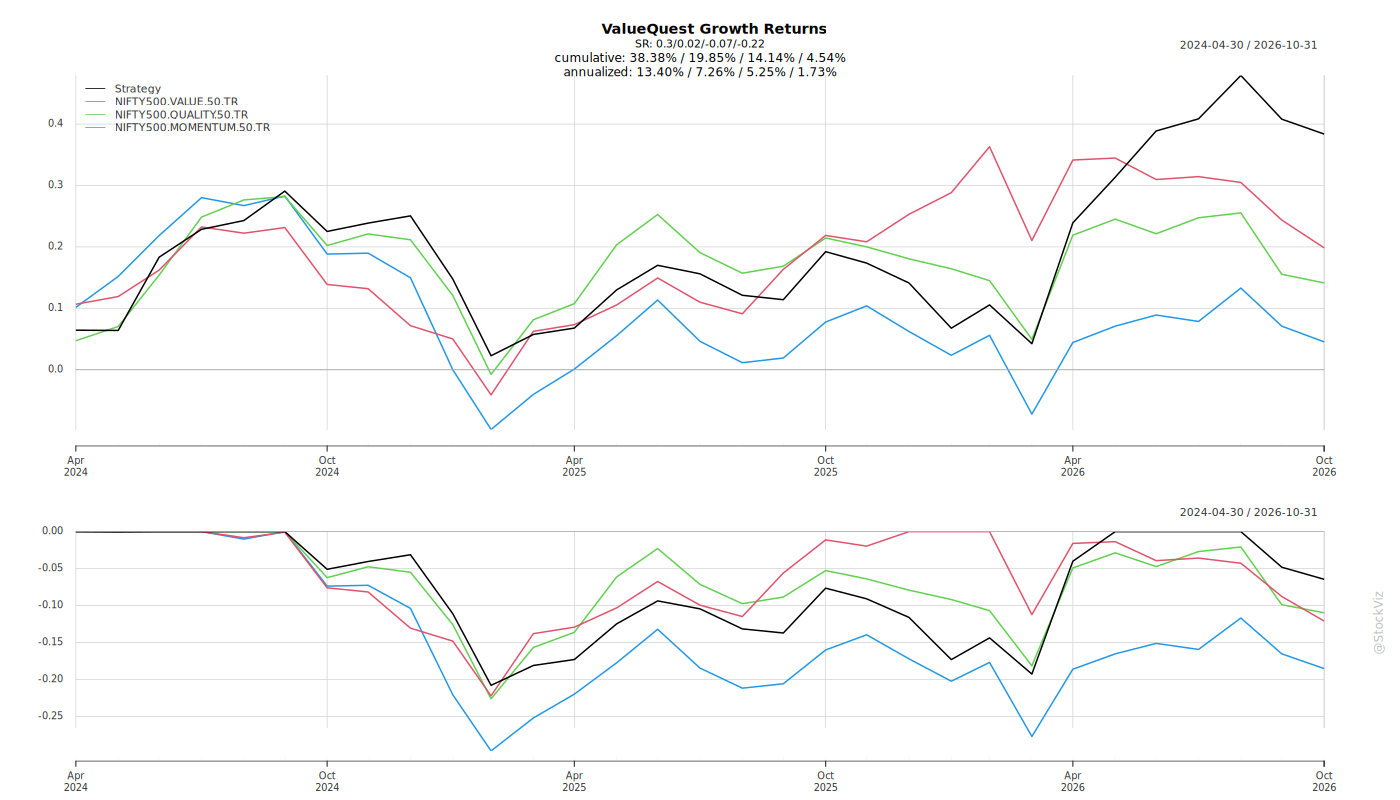 ValueQuest Growth Returns
SR: 0.3/0.02/-0.07/-0.22
cumulative: 38.38% / 19.85% / 14.14% / 4.54%
annualized: 13.40% / 7.26% / 5.25% / 1.73%
2024-04-30 / 2026-10-31
Strategy
NIFTY500.VALUE.50.TR
NIFTY500.QUALITY.50.TR
NIFTY500.MOMENTUM.50.TR
0.4
0.3
0.2
0.1
0.0
Apr Oct Apr Oct Apr Oct
2024 2024 2025 2025 2026 2026
2024-04-30 / 2026-10-31
0.00
-0.05
-0.10
-0.15
-0.20
-0.25
Apr Oct Apr Oct Apr Oct
2024 2024 2025 2025 2026 2026
@StockViz